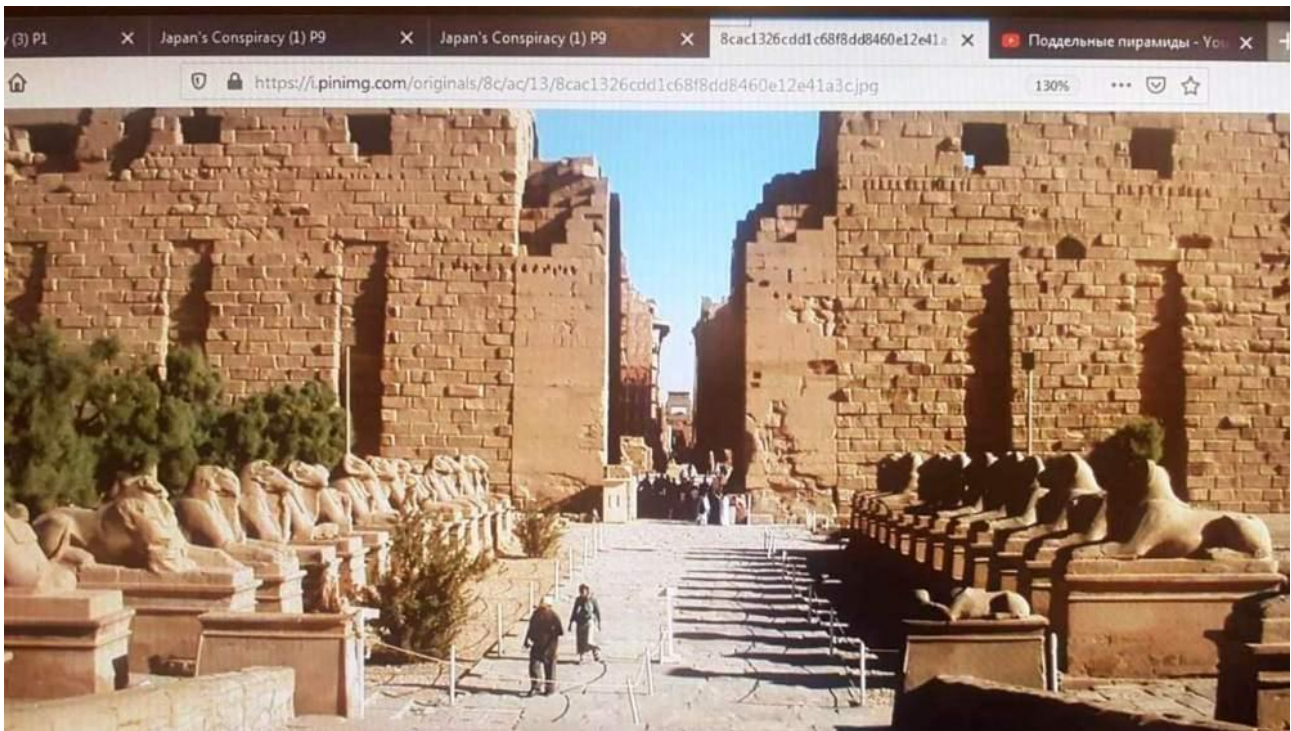 (3) P1
Japan's Conspiracy (1) P9
Japan's Conspiracy (1) P9
8cac1326cdd1c68f8dd8460e12e41a
Поддельные пирамиды - You
https://i.pinimg.com/originals/8c/ac/13/8cac1326cdd1c68f8dd8460e12e41a3c.jpg
130%